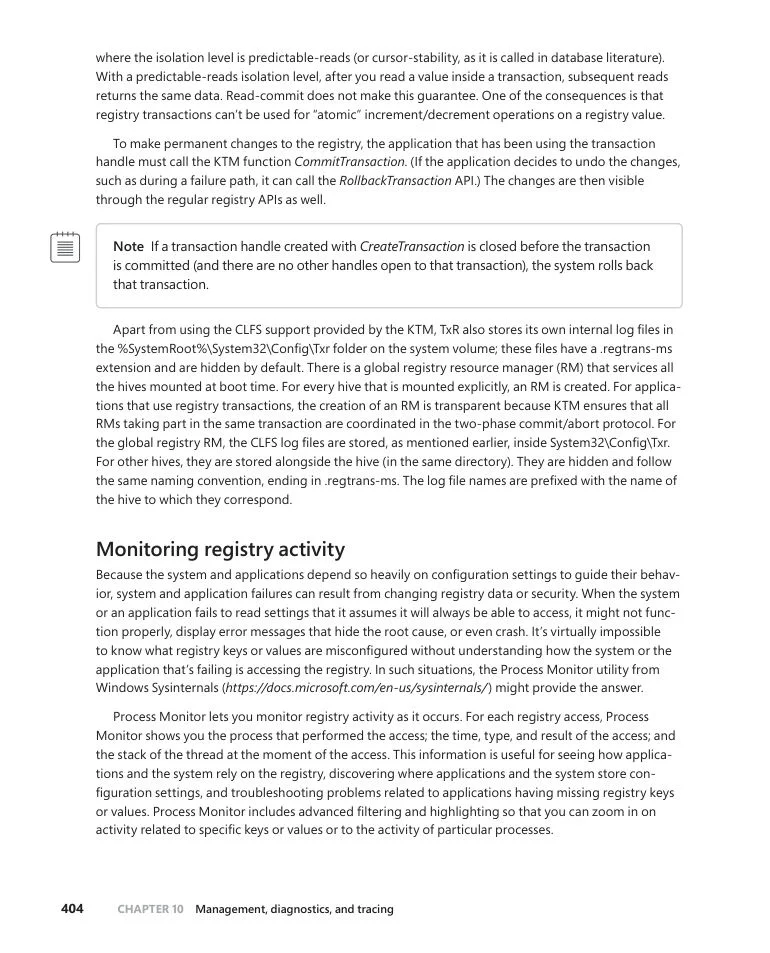 where the isolation level is predictable-reads (or cursor-stability, as it is called in database literature).
With a predictable-reads isolation level, after you read a value inside a transaction, subsequent reads
returns the same data. Read-commit does not make this guarantee. One of the consequences is that
registry transactions can’t be used for “atomic” increment/decrement operations on a registry value.
To make permanent changes to the registry, the application that has been using the transaction
handle must call the KTM function CommitTransaction. (If the application decides to undo the changes,
such as during a failure path, it can call the RollbackTransaction API.) The changes are then visible
through the regular registry APIs as well.
Note If a transaction handle created with CreateTransaction is closed before the transaction
is committed (and there are no other handles open to that transaction), the system rolls back
that transaction.
Apart from using the CLFS support provided by the KTM, TxR also stores its own internal log files in
the %SystemRoot%\System32\Config\Txr folder on the system volume; these files have a .regtrans-ms
extension and are hidden by default. There is a global registry resource manager (RM) that services all
the hives mounted at boot time. For every hive that is mounted explicitly, an RM is created. For applica-
tions that use registry transactions, the creation of an RM is transparent because KTM ensures that all
RMs taking part in the same transaction are coordinated in the two-phase commit/abort protocol. For
the global registry RM, the CLFS log files are stored, as mentioned earlier, inside System32\Config\Txr.
For other hives, they are stored alongside the hive (in the same directory). They are hidden and follow
the same naming convention, ending in .regtrans-ms. The log file names are prefixed with the name of
the hive to which they correspond.
Monitoring registry activity
Because the system and applications depend so heavily on configuration settings to guide their behav-
ior, system and application failures can result from changing registry data or security. When the system
or an application fails to read settings that it assumes it will always be able to access, it might not func-
tion properly, display error messages that hide the root cause, or even crash. It’s virtually impossible
to know what registry keys or values are misconfigured without understanding how the system or the
application that’s failing is accessing the registry. In such situations, the Process Monitor utility from
Windows Sysinternals (https://docs.microsoft.com/en-us/sysinternals/) might provide the answer.
Process Monitor lets you monitor registry activity as it occurs. For each registry access, Process
Monitor shows you the process that performed the access; the time, type, and result of the access; and
the stack of the thread at the moment of the access. This information is useful for seeing how applica-
tions and the system rely on the registry, discovering where applications and the system store con-
figuration settings, and troubleshooting problems related to applications having missing registry keys
or values. Process Monitor includes advanced filtering and highlighting so that you can zoom in on
activity related to specific keys or values or to the activity of particular processes.
404 CHAPTER 10 Management, diagnostics, and tracing